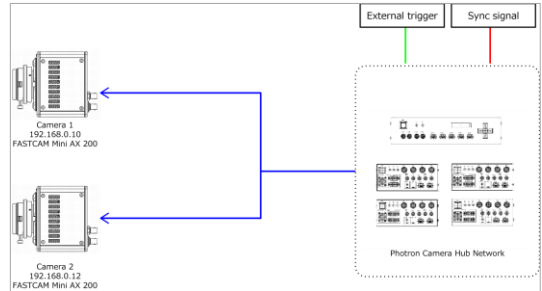 External trigger
Sync signal
Camera 1
192.168.0.10
FASTCAM Mini AX 200
Camera 2
192.168.0.12
FASTCAM Mini AX 200
Photron Camera Hub Network